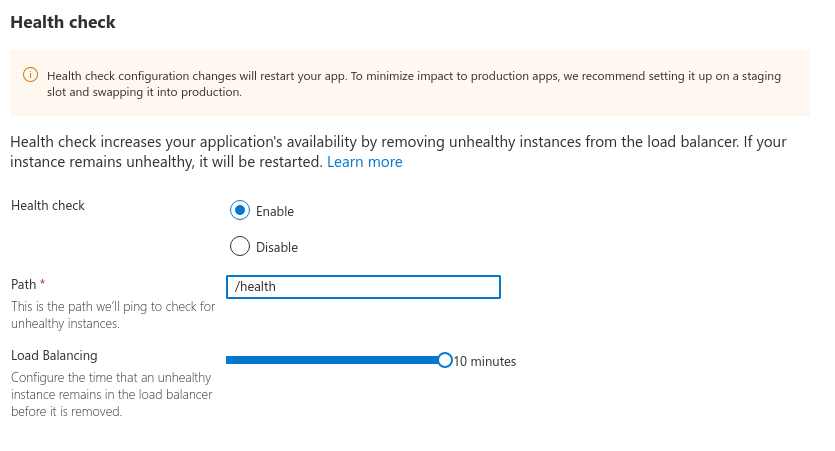 Health check
Health check configuration changes will restart your app. To minimize impact to production apps, we recommend setting it up on a staging
slot and swapping it into production.
Health check increases your application's availability by removing unhealthy instances from the load balancer. If your
instance remains unhealthy, it will be restarted. Learn more
Health check
Enable
Disable
Path *
/health
This is the path we'll ping to check for
unhealthy instances.
Load Balancing
10 minutes
Configure the time that an unhealthy
instance remains in the load balancer
before it is removed.